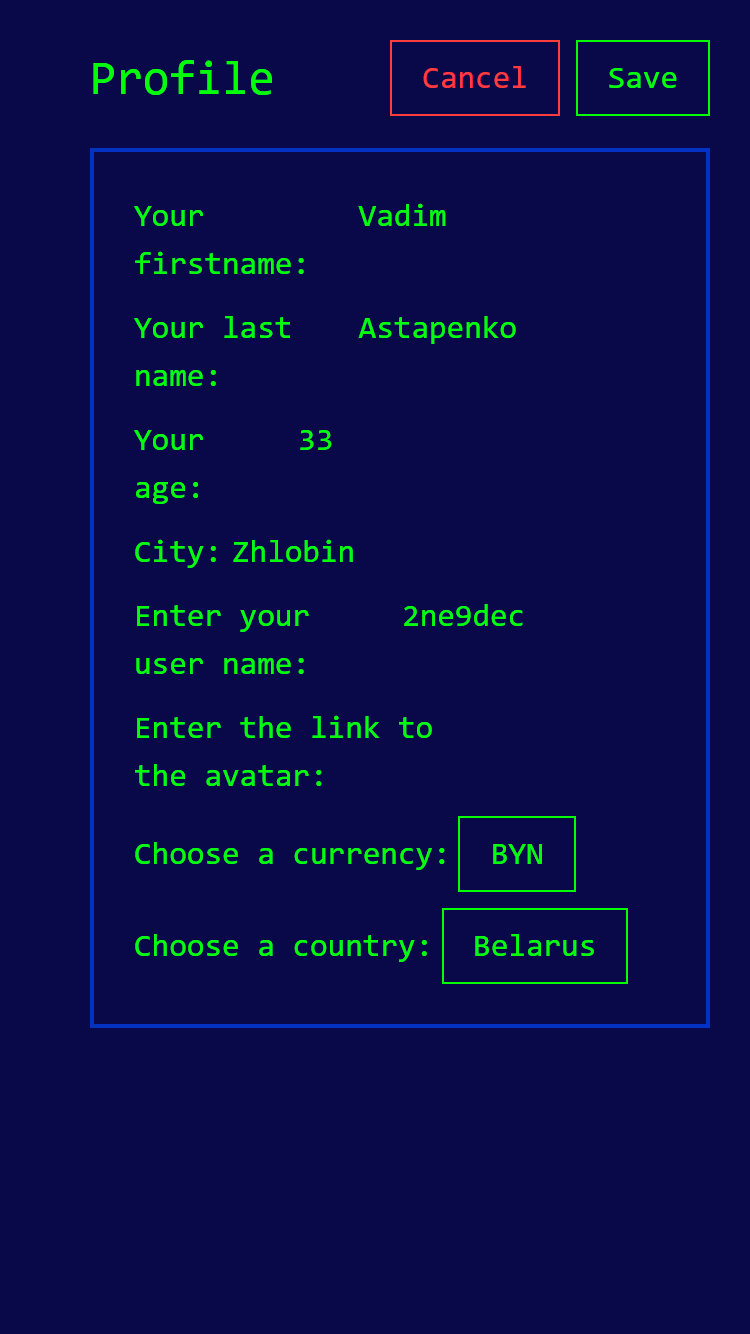 Profile Cancel Save
Your Vadim
firstname:
Your last Astapenko
name:
Your 33
age:
City: Zhlobin
Enter your 2ne9dec
user name:
Enter the link to
the avatar:
Choose a currency: BYN
Choose a country: Belarus